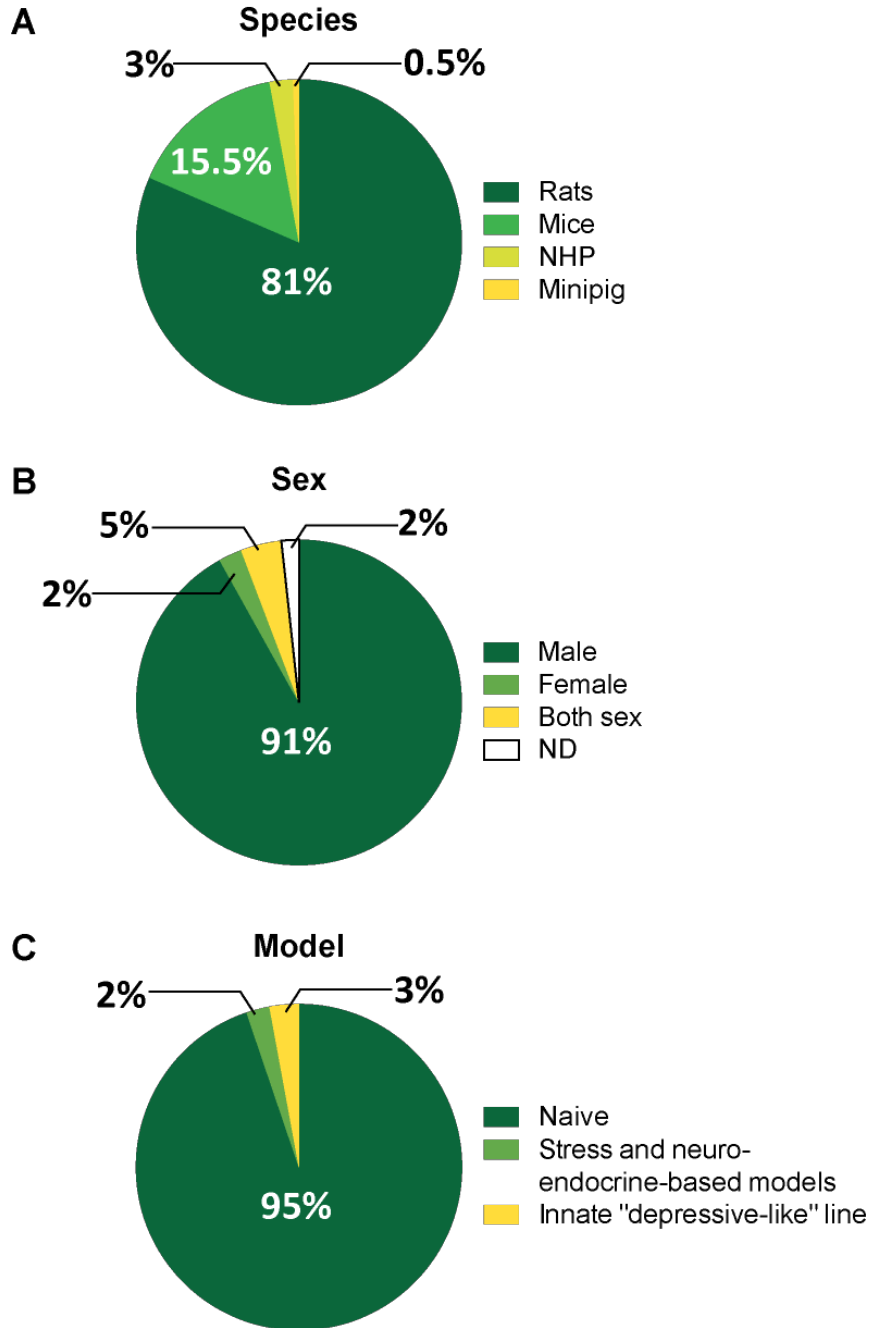 A
Species
3%
0.5%
15.5%
81%
Rats
Mice
NHP
Minipig
B
Sex
5%
2%
2%
91%
Male
Female
Both sex
ND
C
Model
2%
3%
95%
Naive
Stress and neuro-
endocrine-based models
Innate "depressive-like" line